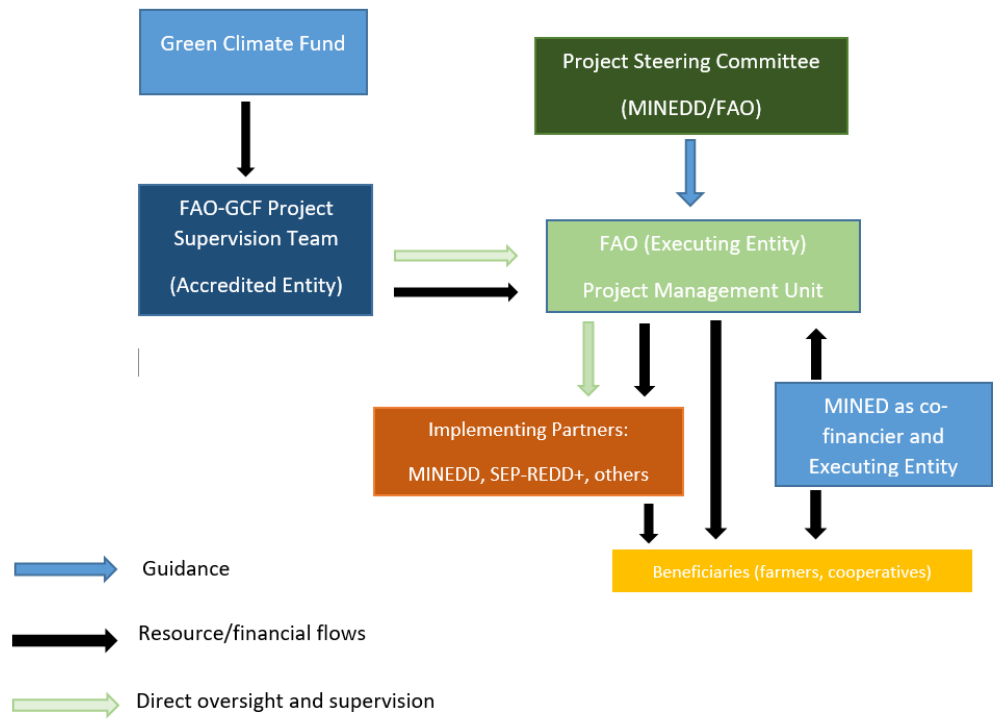 Green Climate Fund
Project Steering Committee
(MINEDD/FAO)
FAO-GCF Project
Supervision Team
(Accredited Entity)
FAO (Executing Entity)
Project Management Unit
Implementing Partners:
MINEDD, SEP-REDD+, others
MINED as co-
financier and
Executing Entity
Beneficiaries (farmers, cooperatives)
Guidance
Resource/financial flows
Direct oversight and supervision